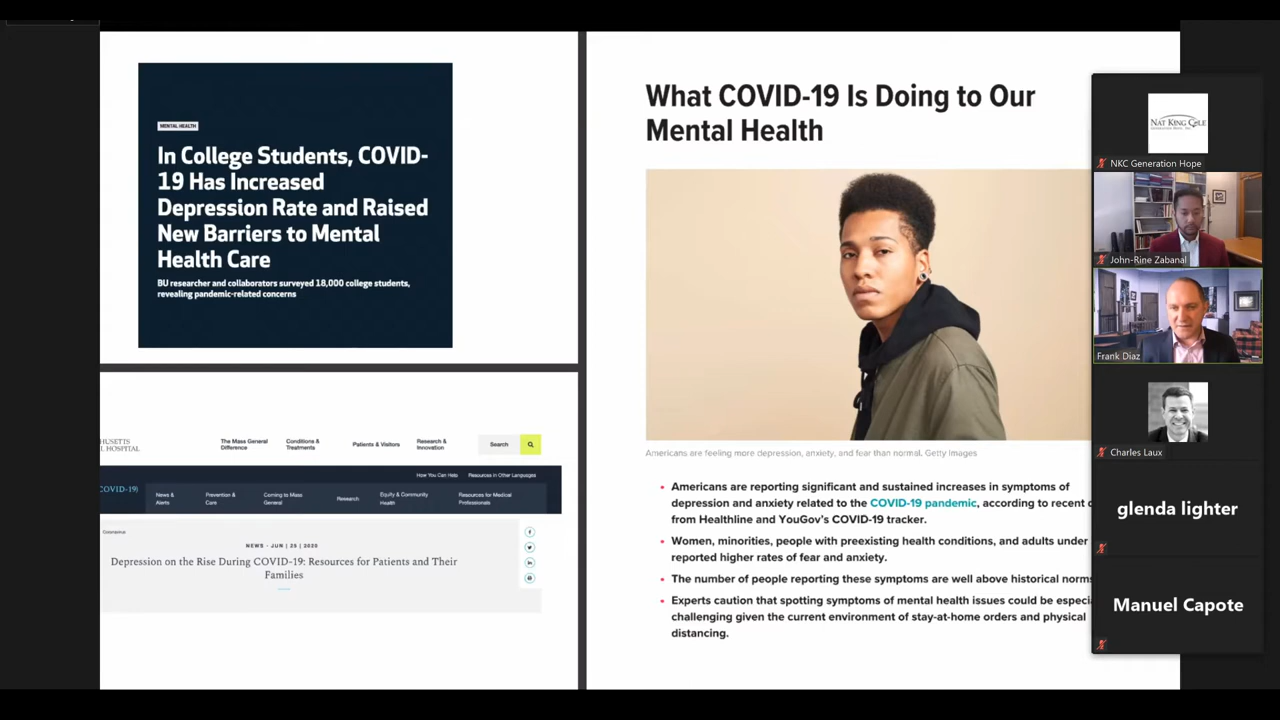 MENTAL HEALTH
In College Students, COVID-
19 Has Increased
Depression Rate and Raised
New Barriers to Mental
Health Care
BU researcher and collaborators surveyed 18,000 college students,
revealing pandemic-related concerns
HUSETTS
L HOSPITAL
The Mass General
Difference
Conditions &
Treatments
Patients & Visitors
Research &
Innovation
Search
How You Can Help
Resources in Other Languages
COVID-19)
News &
Alerts
Prevention &
Care
Coming to Mass
General
Research
Equity & Community
Health
Resources for Medical
Professionals
Coronavirus
NEWS - JUN | 25 | 2020
Depression on the Rise During COVID-19: Resources for Patients and Their
Families
What COVID-19 Is Doing to Our
Mental Health
Americans are feeling more depression, anxiety, and fear than normal. Getty Images
• Americans are reporting significant and sustained increases in symptoms of
depression and anxiety related to the COVID-19 pandemic, according to recent
from Healthline and YouGov's COVID-19 tracker.
• Women, minorities, people with preexisting health conditions, and adults under
reported higher rates of fear and anxiety.
• The number of people reporting these symptoms are well above historical norms
• Experts caution that spotting symptoms of mental health issues could be especia
challenging given the current environment of stay-at-home orders and physical
distancing.
NAT KING COLE
NKC Generation Hope
John-Rine Zabanal
Frank Diaz
Charles Laux
glenda lighter
Manuel Capote